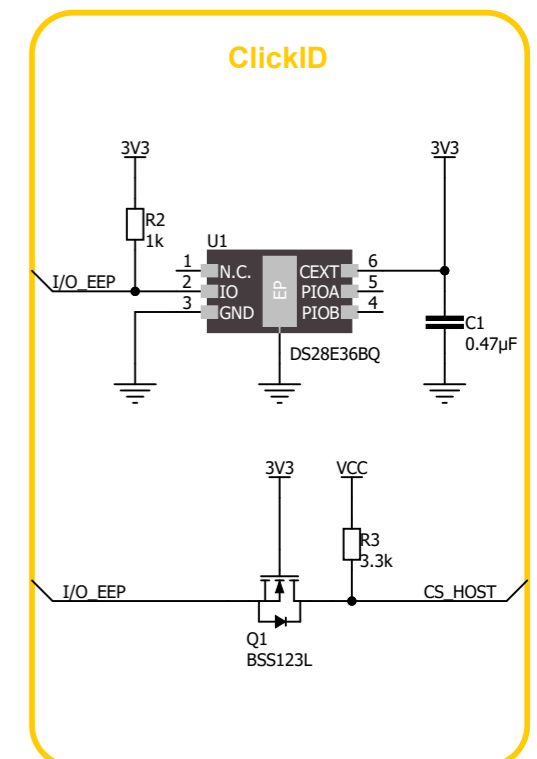 ClickID
3V3
3V3
R2
1k
U1
I/O_EEP
1
N.C.
CEXT
6
2
IO
EP
PIOA
5
3
GND
PIOB
4
C1
0.47µF
DS28E36BQ
3V3
VCC
R3
3.3k
I/O_EEP
CS_HOST
Q1
BSS123L